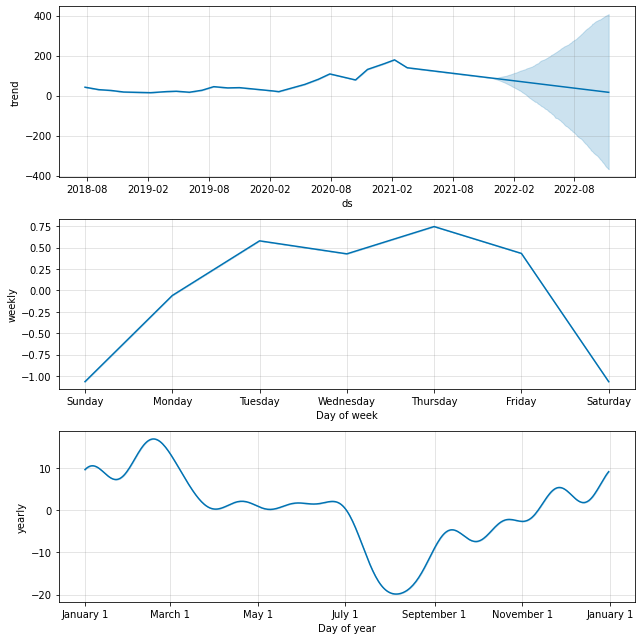 400
200
0
−200
−400
trend
2018-08 2019-02 2019-08 2020-02 2020-08 2021-02 2021-08 2022-02 2022-08
ds
0.75
0.50
0.25
0.00
−0.25
−0.50
−0.75
−1.00
weekly
Sunday Monday Tuesday Wednesday Thursday Friday Saturday
Day of week
10
0
−10
−20
yearly
January 1 March 1 May 1 July 1 September 1 November 1 January 1
Day of year